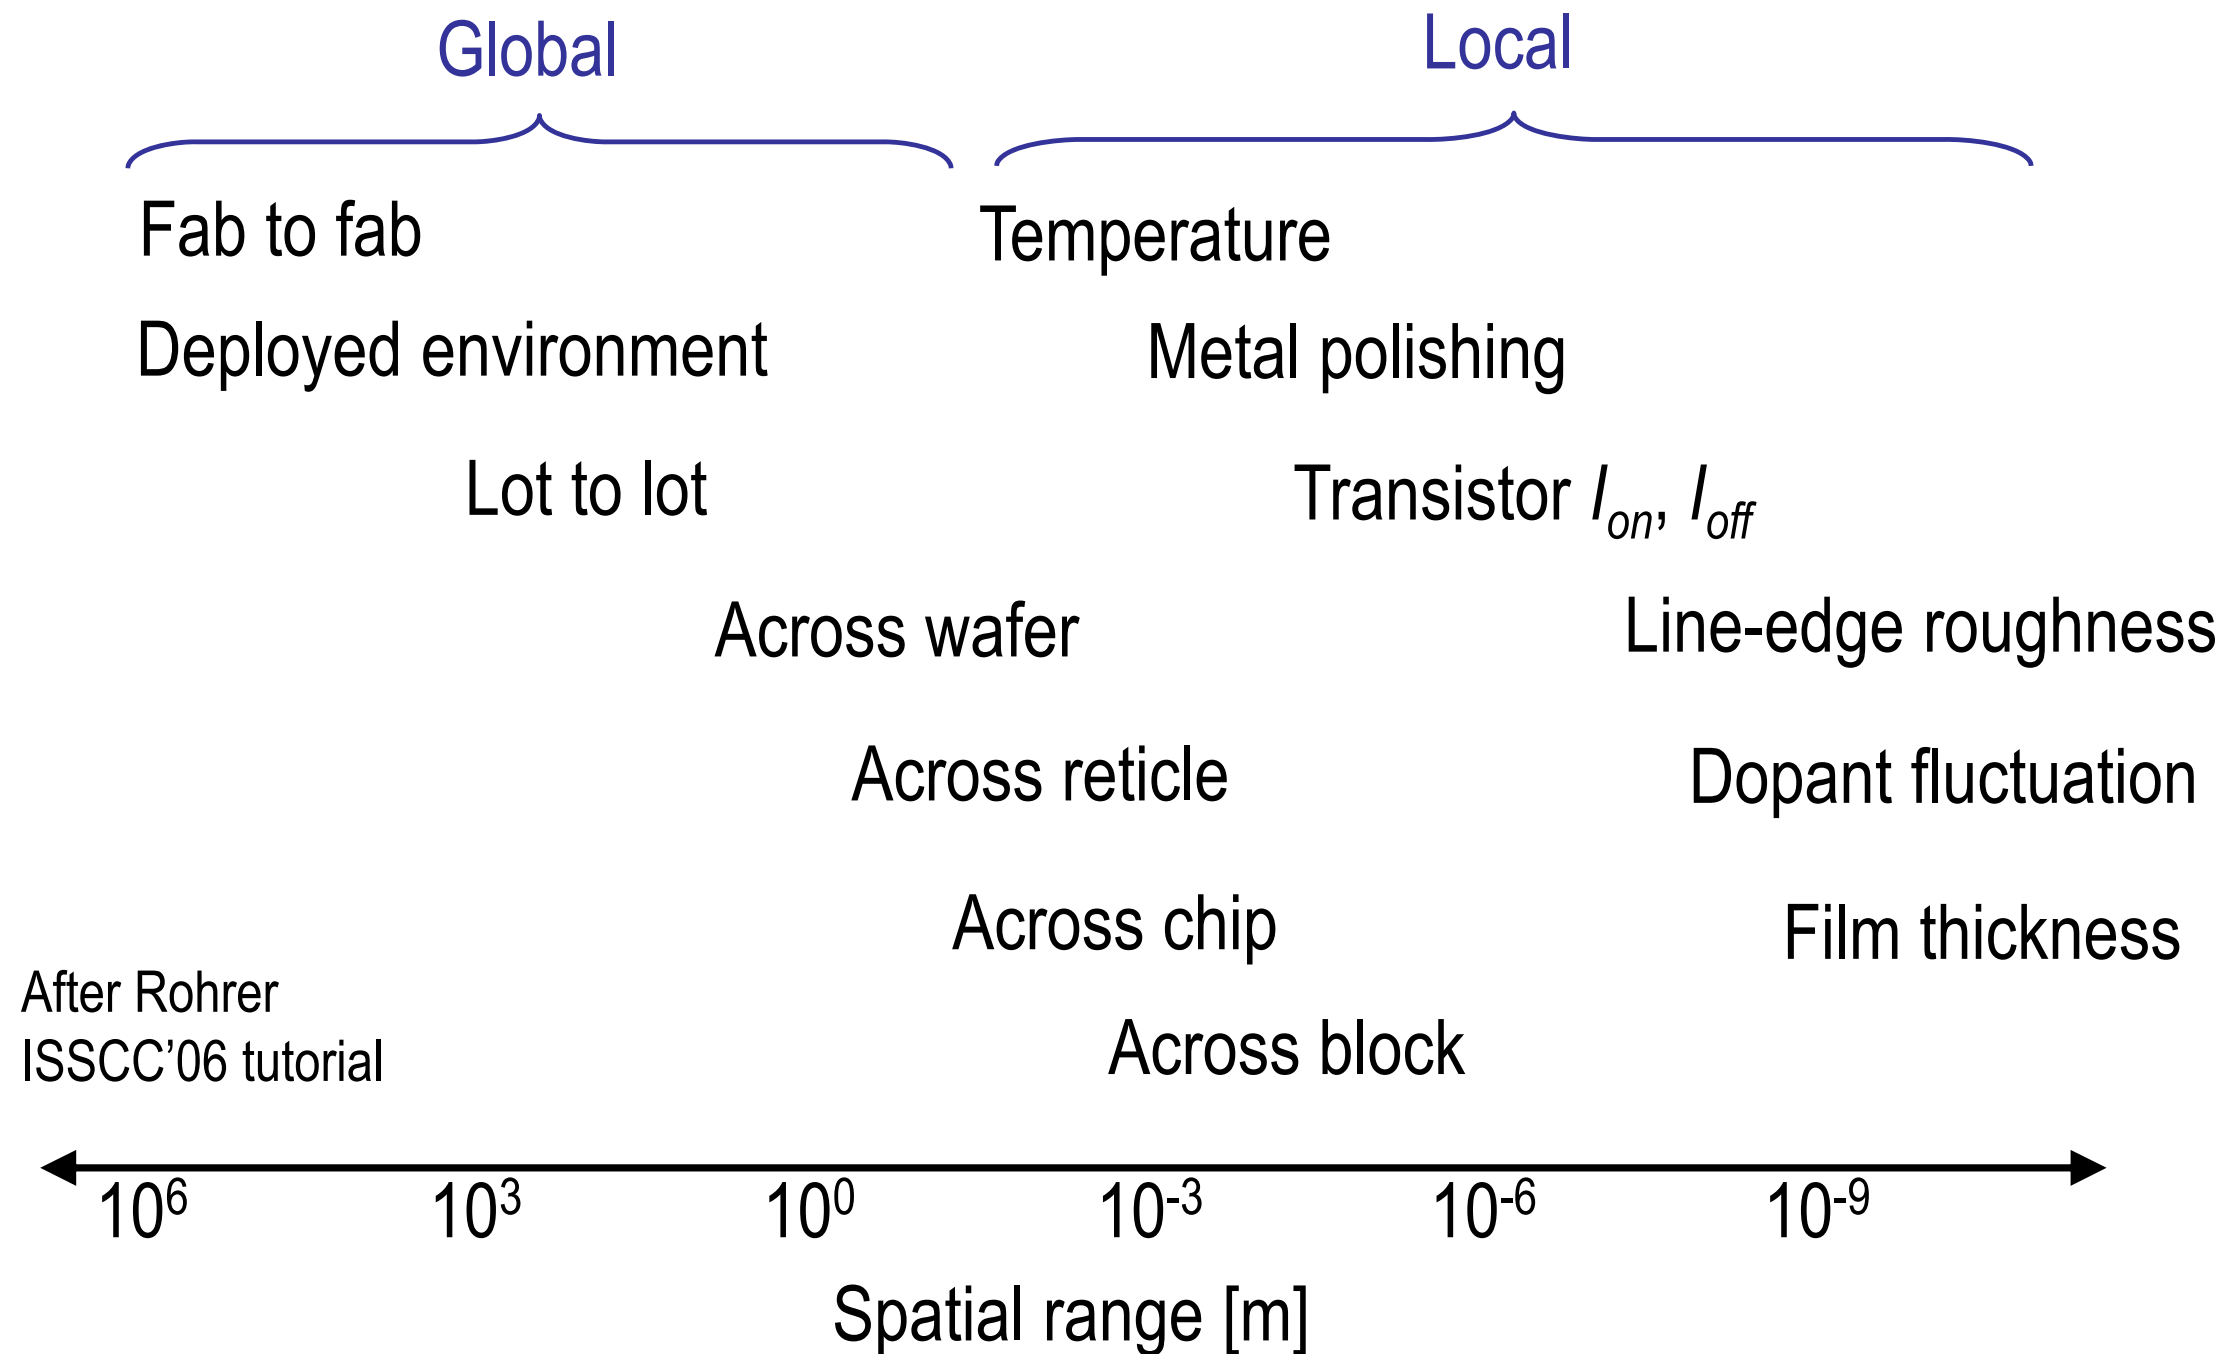 Global
Local
Fab to fab
Temperature
Deployed environment
Metal polishing
Lot to lot
Transistor I_on, I_off
Across wafer
Line-edge roughness
Across reticle
Dopant fluctuation
Across chip
Film thickness
After Rohrer
ISSCC’06 tutorial
Across block
10^6 10^3 10^0 10^-3 10^-6 10^-9
Spatial range [m]